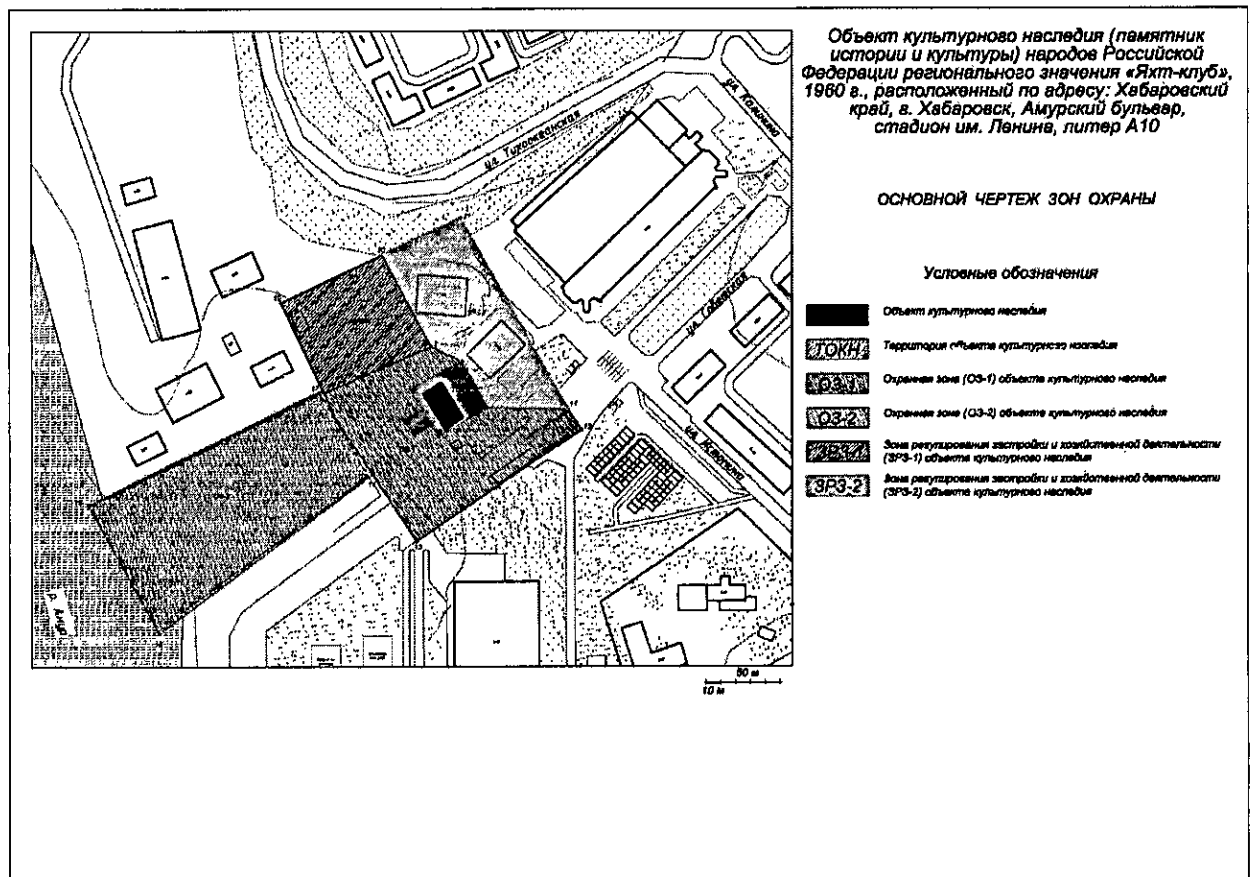 Объект культурного наследия (памятник
истории и культуры) народов Российской
Федерации регионального значения «Яхт-клуб»,
1960 г., расположенный по адресу: Хабаровский
край, г. Хабаровск, Амурский бульвар,
стадион им. Ленина, литер А10
ОСНОВНОЙ ЧЕРТЕЖ ЗОН ОХРАНЫ
Условные обозначения
Объект культурного наследия
ТОКН Территория объекта культурного наследия
ОЗ-1 Охранная зона (ОЗ-1) объекта культурного наследия
ОЗ-2 Охранная зона (ОЗ-2) объекта культурного наследия
ЗРЗ-1 Зона регулирования застройки и хозяйственной деятельности
(ЗРЗ-1) объекта культурного наследия
ЗРЗ-2 Зона регулирования застройки и хозяйственной деятельности
(ЗРЗ-2) объекта культурного наследия
ул. Калинина
ул. Тихоокеанская
ул. Советская
р. Амур
50 м
10 м